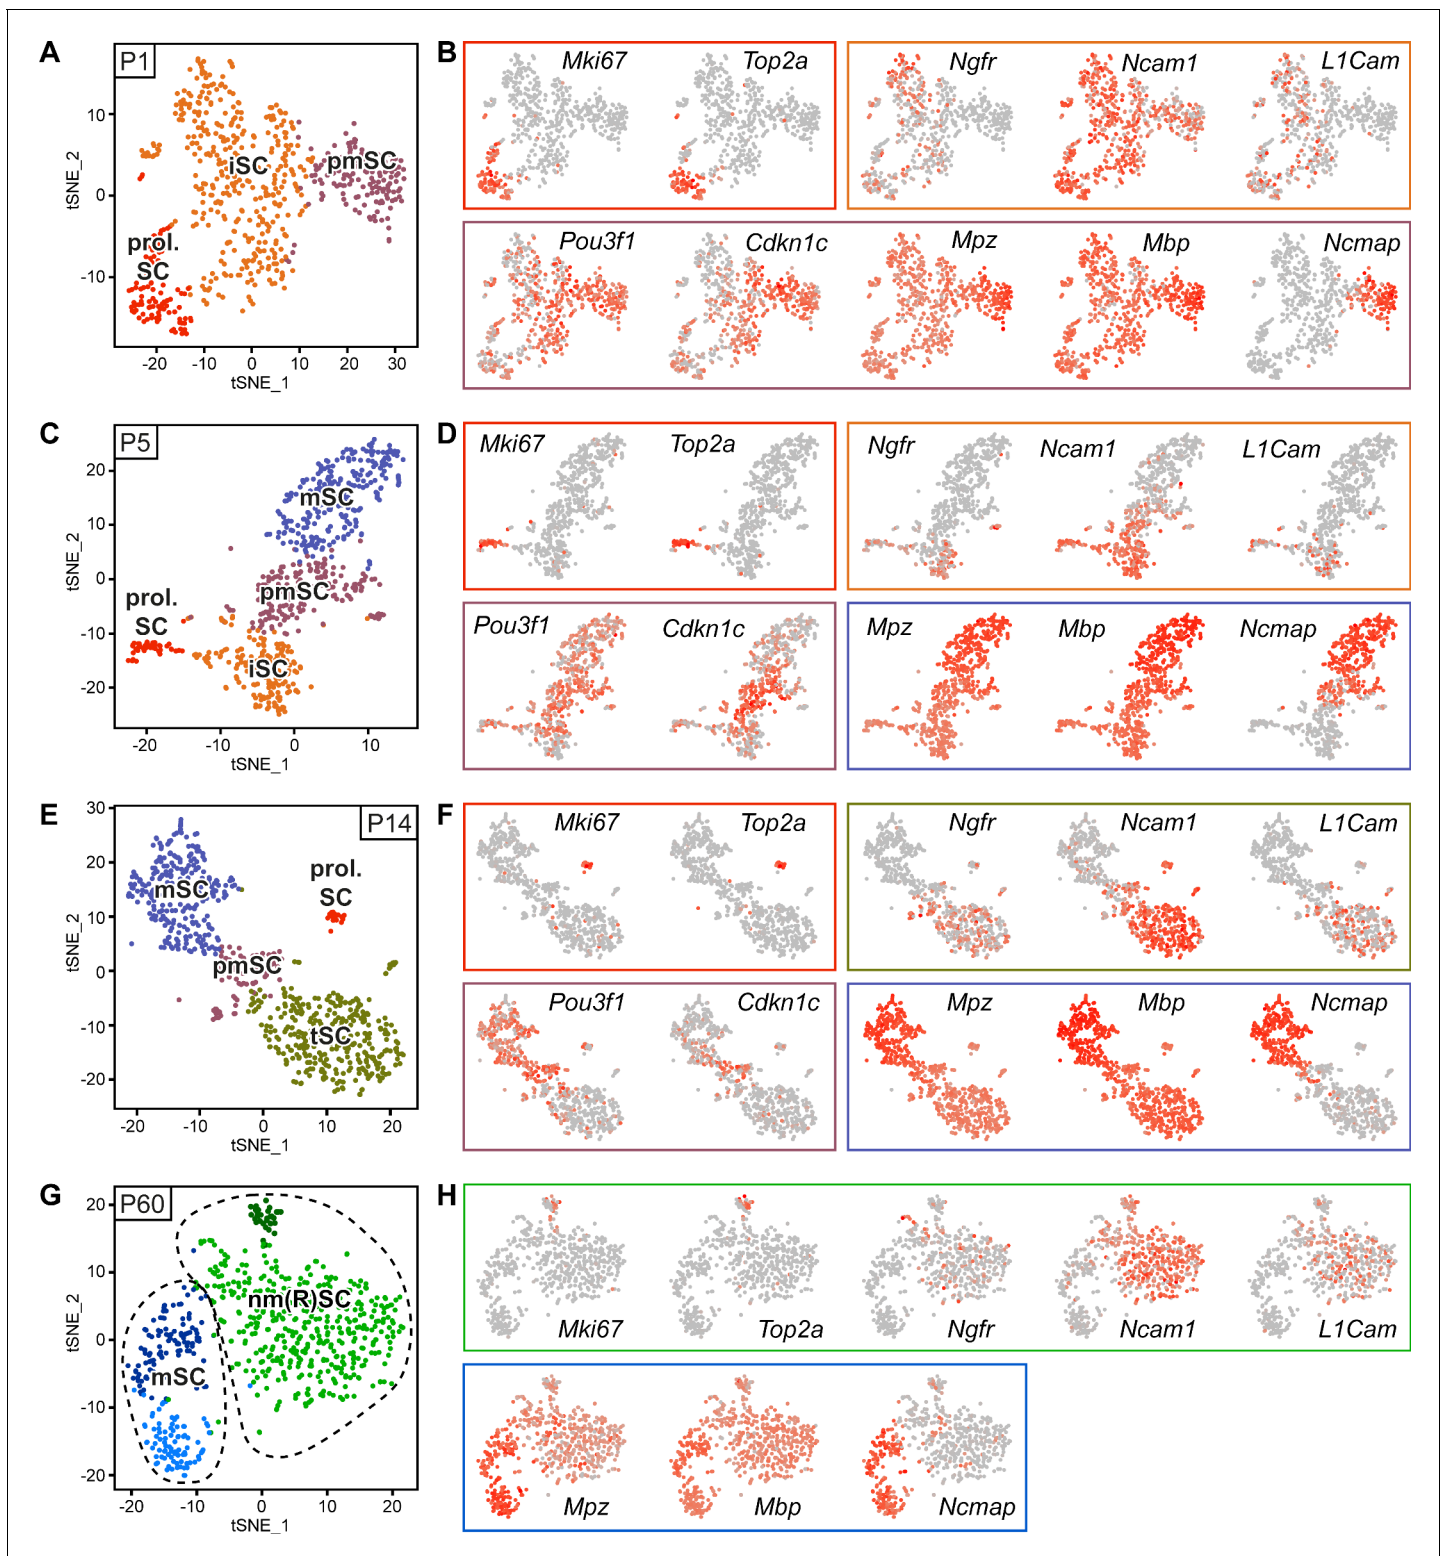 A
P1
10
0
-10
-20
-10
0
10
20
30
tSNE_1
tSNE_2
iSC
pmSC
prol.
SC
B
Mki67
Top2a
Ngfr
Ncam1
L1Cam
Pou3f1
Cdkn1c
Mpz
Mbp
Ncmap
C
P5
20
10
0
-10
-20
-20
-10
0
10
tSNE_1
tSNE_2
mSC
pmSC
prol.
SC
iSC
D
Mki67
Top2a
Ngfr
Ncam1
L1Cam
Pou3f1
Cdkn1c
Mpz
Mbp
Ncmap
E
P14
30
20
10
0
-10
-20
-20
-10
0
10
20
tSNE_1
tSNE_2
mSC
prol.
SC
pmSC
tSC
F
Mki67
Top2a
Ngfr
Ncam1
L1Cam
Pou3f1
Cdkn1c
Mpz
Mbp
Ncmap
G
P60
20
10
0
-10
-20
-20
-10
0
10
20
tSNE_1
tSNE_2
nm(R)SC
mSC
H
Mki67
Top2a
Ngfr
Ncam1
L1Cam
Mpz
Mbp
Ncmap